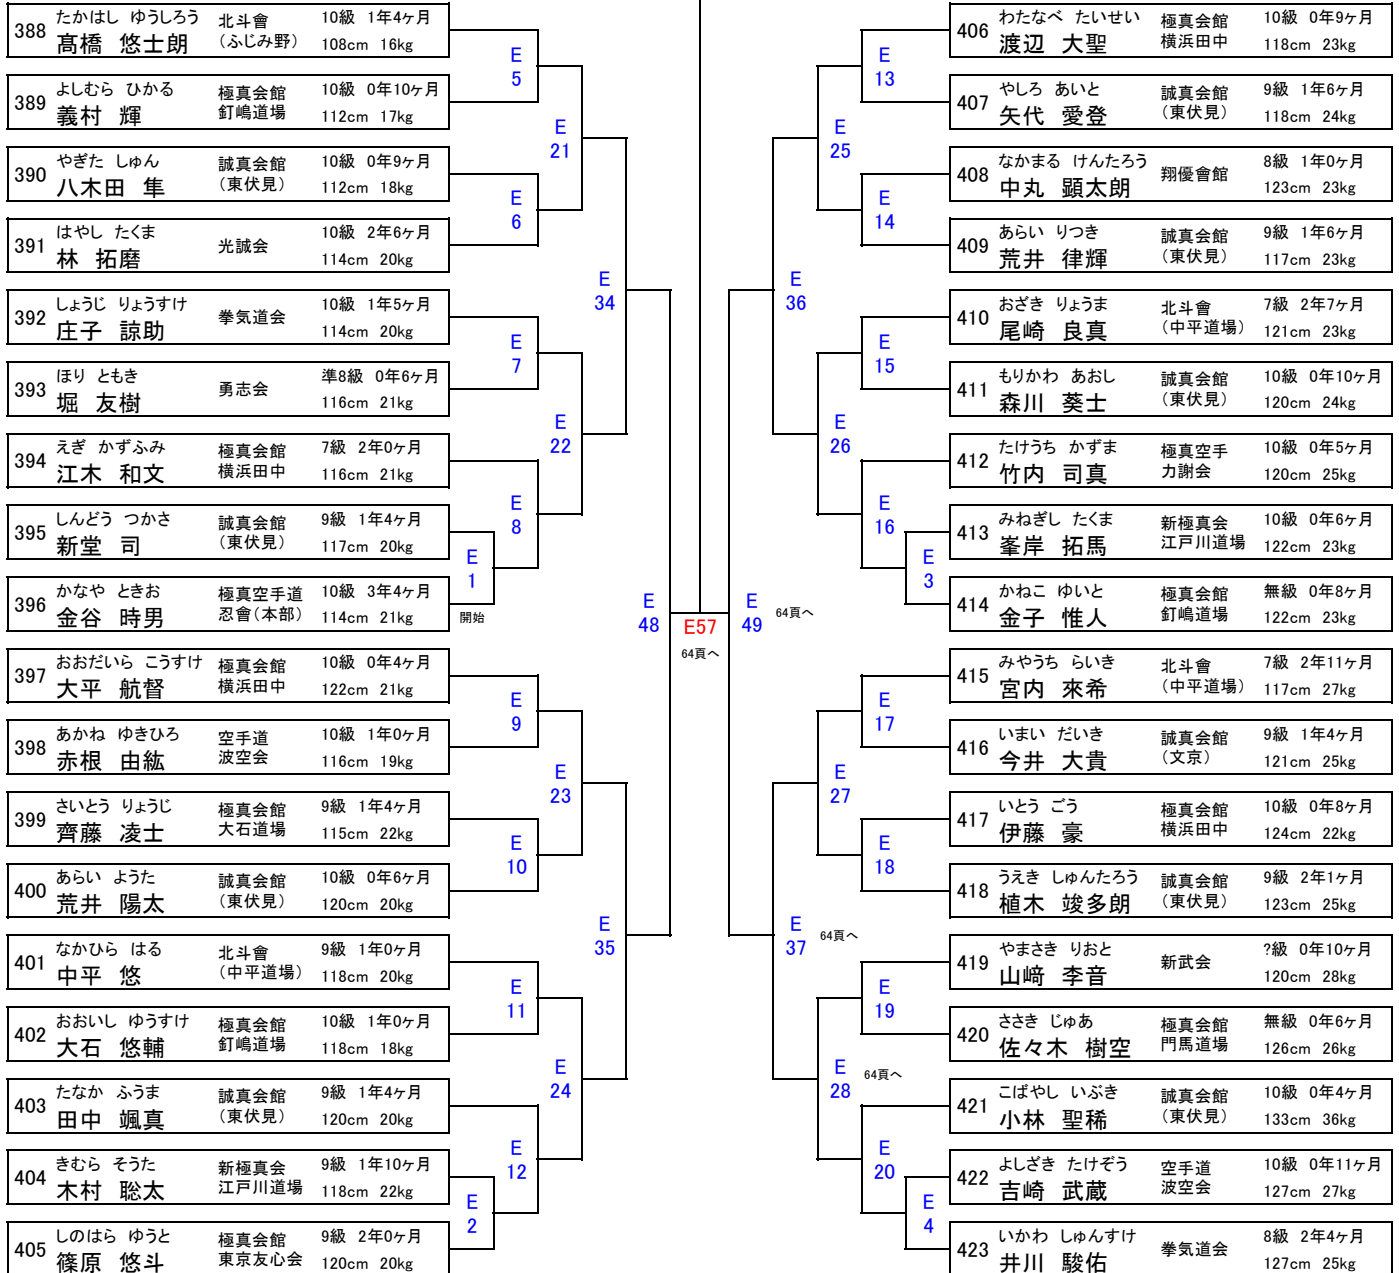 388 たかはし ゆうしろう 北斗會 10級 1年4ヶ月
髙橋 悠士朗 (ふじみ野) 108cm 16kg
389 よしむら ひかる 極真会館 10級 0年10ヶ月
義村 輝 釘嶋道場 112cm 17kg
390 やぎた しゅん 誠真会館 10級 0年9ヶ月
八木田 隼 (東伏見) 112cm 18kg
391 はやし たくま 光誠会 10級 2年6ヶ月
林 拓磨 114cm 20kg
392 しょうじ りょうすけ 拳気道会 10級 1年5ヶ月
庄子 諒助 114cm 20kg
393 ほり ともき 勇志会 準8級 0年6ヶ月
堀 友樹 116cm 21kg
394 えぎ かずふみ 極真会館 7級 2年0ヶ月
江木 和文 横浜田中 116cm 21kg
395 しんどう つかさ 誠真会館 9級 1年4ヶ月
新堂 司 (東伏見) 117cm 20kg
396 かなや ときお 極真空手道 10級 3年4ヶ月
金谷 時男 忍會(本部) 114cm 21kg
397 おおだいら こうすけ 極真会館 10級 0年4ヶ月
大平 航督 横浜田中 122cm 21kg
398 あかね ゆきひろ 空手道 10級 1年0ヶ月
赤根 由紘 波空会 116cm 19kg
399 さいとう りょうじ 極真会館 9級 1年4ヶ月
齊藤 凌士 大石道場 115cm 22kg
400 あらい ようた 誠真会館 10級 0年6ヶ月
荒井 陽太 (東伏見) 120cm 20kg
401 なかひら はる 北斗會 9級 1年0ヶ月
中平 悠 (中平道場) 118cm 20kg
402 おおいし ゆうすけ 極真会館 10級 1年0ヶ月
大石 悠輔 釘嶋道場 118cm 18kg
403 たなか ふうま 誠真会館 9級 1年4ヶ月
田中 颯真 (東伏見) 120cm 20kg
404 きむら そうた 新極真会 9級 1年10ヶ月
木村 聡太 江戸川道場 118cm 22kg
405 しのはら ゆうと 極真会館 9級 2年0ヶ月
篠原 悠斗 東京友心会 120cm 20kg
E
1
開始
E
2
E
5
E
6
E
7
E
8
E
9
E
10
E
11
E
12
E
21
E
22
E
23
E
24
E
34
E
35
E
48
E57
64頁へ
E
49
64頁へ
E
36
E
37
64頁へ
E
25
E
26
E
27
E
28
64頁へ
E
13
E
14
E
15
E
16
E
17
E
18
E
19
E
20
E
3
E
4
406 わたなべ たいせい 極真会館 10級 0年9ヶ月
渡辺 大聖 横浜田中 118cm 23kg
407 やしろ あいと 誠真会館 9級 1年6ヶ月
矢代 愛登 (東伏見) 118cm 24kg
408 なかまる けんたろう 翔優會館 8級 1年0ヶ月
中丸 顕太朗 123cm 23kg
409 あらい りつき 誠真会館 9級 1年6ヶ月
荒井 律輝 (東伏見) 117cm 23kg
410 おざき りょうま 北斗會 7級 2年7ヶ月
尾崎 良真 (中平道場) 121cm 23kg
411 もりかわ あおし 誠真会館 10級 0年10ヶ月
森川 葵士 (東伏見) 120cm 24kg
412 たけうち かずま 極真空手 10級 0年5ヶ月
竹内 司真 力謝会 120cm 25kg
413 みねぎし たくま 新極真会 10級 0年6ヶ月
峯岸 拓馬 江戸川道場 122cm 23kg
414 かねこ ゆいと 極真会館 無級 0年8ヶ月
金子 惟人 釘嶋道場 122cm 23kg
415 みやうち らいき 北斗會 7級 2年11ヶ月
宮内 來希 (中平道場) 117cm 27kg
416 いまい だいき 誠真会館 9級 1年4ヶ月
今井 大貴 (文京) 121cm 25kg
417 いとう ごう 極真会館 10級 0年8ヶ月
伊藤 豪 横浜田中 124cm 22kg
418 うえき しゅんたろう 誠真会館 9級 2年1ヶ月
植木 竣多朗 (東伏見) 123cm 25kg
419 やまさき りおと 新武会 ?級 0年10ヶ月
山﨑 李音 120cm 28kg
420 ささき じゅあ 極真会館 無級 0年6ヶ月
佐々木 樹空 門馬道場 126cm 26kg
421 こばやし いぶき 誠真会館 10級 0年4ヶ月
小林 聖稀 (東伏見) 133cm 36kg
422 よしざき たけぞう 空手道 10級 0年11ヶ月
吉崎 武蔵 波空会 127cm 27kg
423 いかわ しゅんすけ 拳気道会 8級 2年4ヶ月
井川 駿佑 127cm 25kg